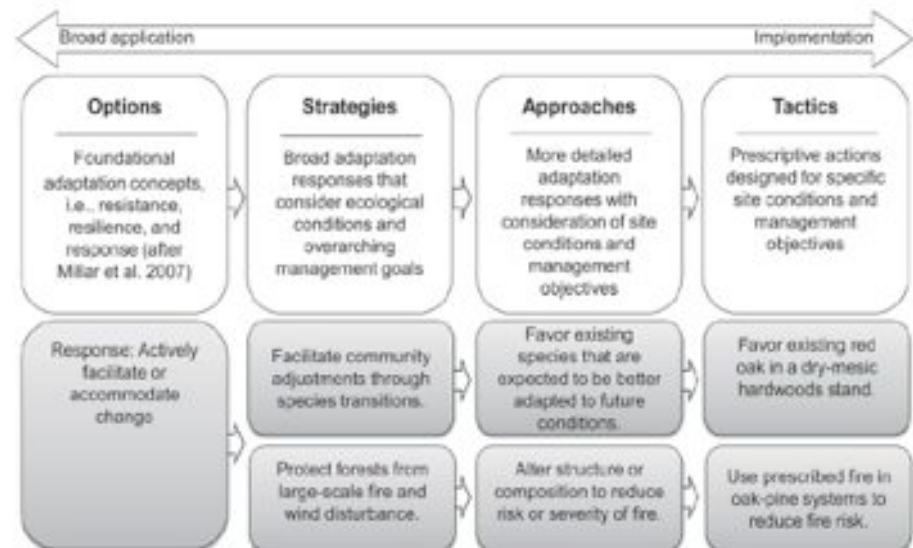 Broad application
Implementation
Options
Foundational
adaptation concepts,
i.e., resistance,
resilience, and
response (after
Millar et al. 2007)
Strategies
Broad adaptation
responses that
consider ecological
conditions and
overarching
management goals
Approaches
More detailed
adaptation
responses with
consideration of site
conditions and
management
objectives
Tactics
Prescriptive actions
designed for specific
site conditions and
management
objectives
Response: Actively
facilitate or
accommodate
change
Facilitate community
adjustments through
species transitions.
Favor existing
species that are
expected to be better
adapted to future
conditions.
Favor existing red
oak in a dry-mesic
hardwoods stand.
Protect forests from
large-scale fire and
wind disturbance.
Alter structure or
composition to reduce
risk or severity of fire.
Use prescribed fire in
oak-pine systems to
reduce fire risk.